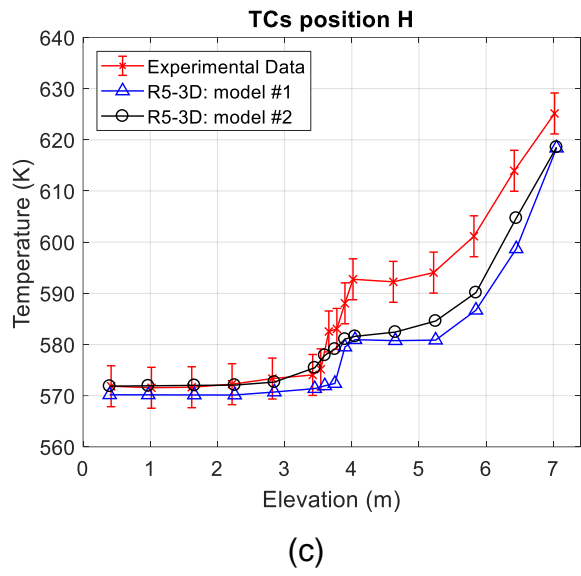 TCs position H
640
630
620
610
600
590
580
570
560
Temperature (K)
Experimental Data
R5-3D: model #1
R5-3D: model #2
0 1 2 3 4 5 6 7
Elevation (m)
(c)